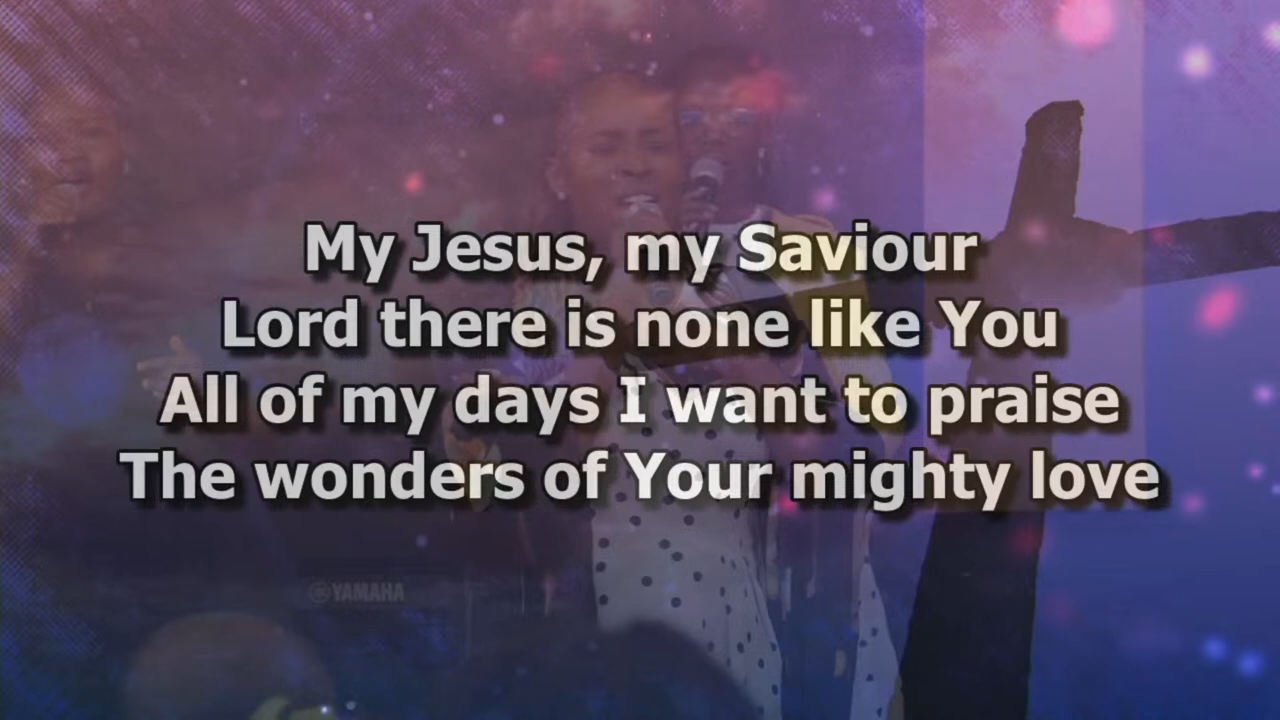 My Jesus, my Saviour
Lord there is none like You
All of my days I want to praise
The wonders of Your mighty love
YAMAHA